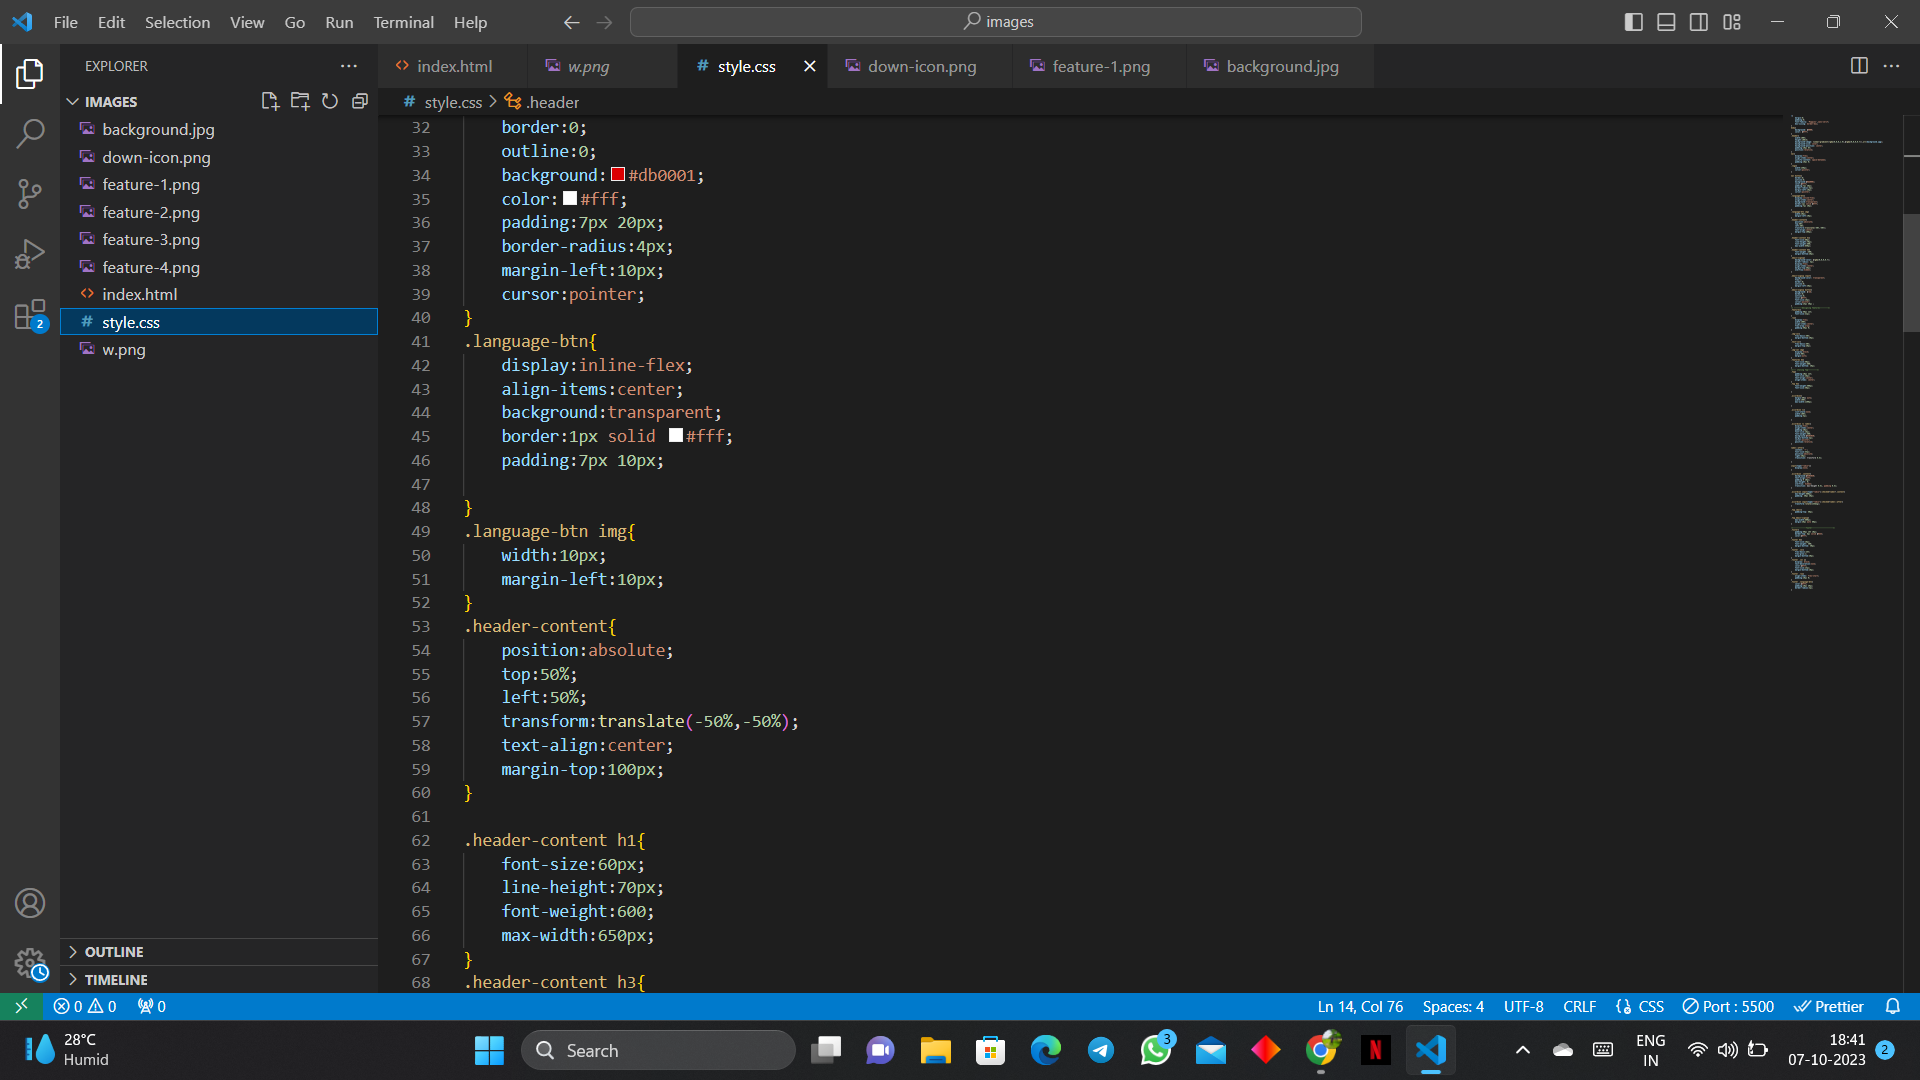 File Edit Selection View Go Run Terminal Help
images
EXPLORER
IMAGES
background.jpg
down-icon.png
feature-1.png
feature-2.png
feature-3.png
feature-4.png
index.html
style.css
w.png
OUTLINE
TIMELINE
2
index.html w.png style.css down-icon.png feature-1.png background.jpg
style.css > .header
32 border:0;
33 outline:0;
34 background: #db0001;
35 color: #fff;
36 padding:7px 20px;
37 border-radius:4px;
38 margin-left:10px;
39 cursor:pointer;
40 }
41 .language-btn{
42 display:inline-flex;
43 align-items:center;
44 background:transparent;
45 border:1px solid #fff;
46 padding:7px 10px;
47
48 }
49 .language-btn img{
50 width:10px;
51 margin-left:10px;
52 }
53 .header-content{
54 position:absolute;
55 top:50%;
56 left:50%;
57 transform:translate(-50%,-50%);
58 text-align:center;
59 margin-top:100px;
60 }
61
62 .header-content h1{
63 font-size:60px;
64 line-height:70px;
65 font-weight:600;
66 max-width:650px;
67 }
68 .header-content h3{
0 0 0 Ln 14, Col 76 Spaces: 4 UTF-8 CRLF {} CSS Port : 5500 Prettier
28°C
Humid
Search
3
N
ENG
IN
18:41
07-10-2023
2